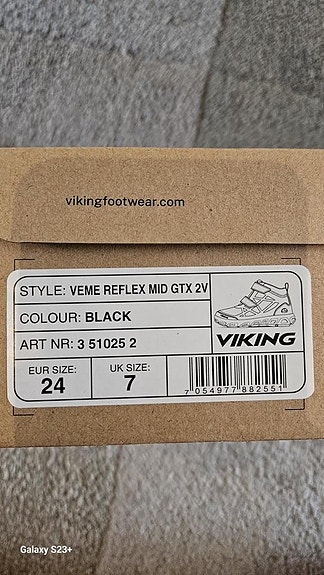 vikingfootwear.com
STYLE: VEME REFLEX MID GTX 2V
COLOUR: BLACK
ART NR: 3 51025 2
VIKING
EUR SIZE:
24
UK SIZE:
7
7 054977 882551
Galaxy S23+